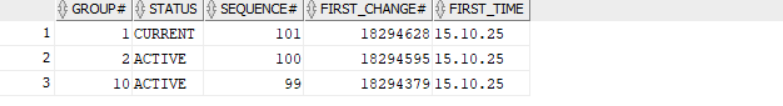 GROUP# STATUS SEQUENCE# FIRST_CHANGE# FIRST_TIME
1 1 CURRENT 101 18294628 15.10.25
2 2 ACTIVE 100 18294595 15.10.25
3 10 ACTIVE 99 18294379 15.10.25